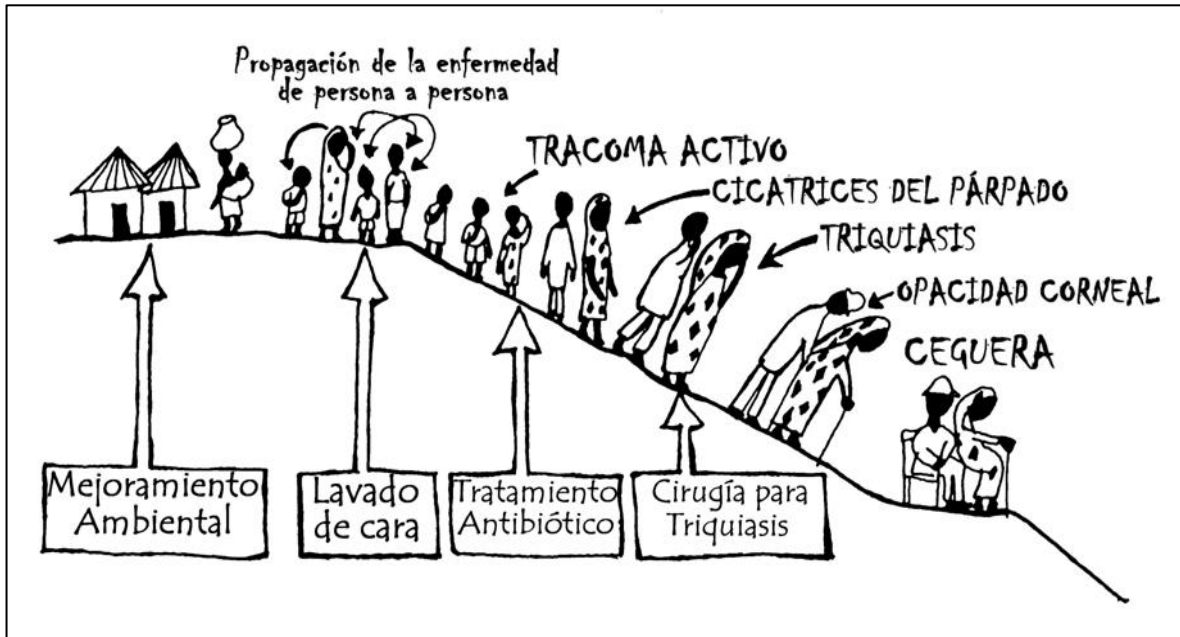 Propagación de la enfermedad
de persona a persona
TRACOMA ACTIVO
CICATRICES DEL PÁRPADO
TRIQUIASIS
OPACIDAD CORNEAL
CEGUERA
Mejoramiento
Ambiental
Lavado
de cara
Tratamiento
Antibiótico
Cirugía para
Triquiasis